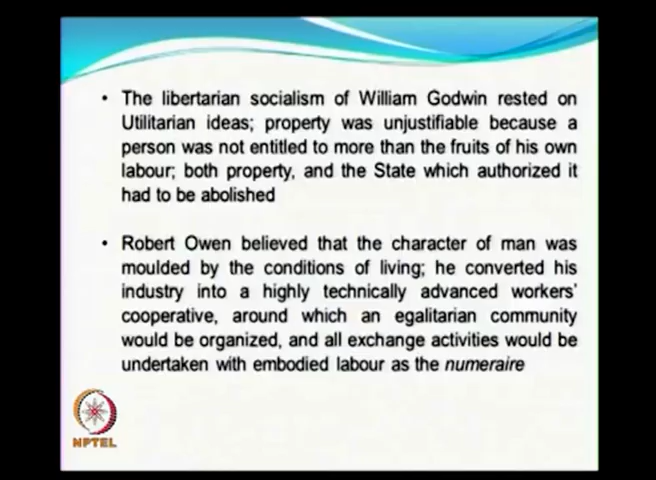 • The libertarian socialism of William Godwin rested on
Utilitarian ideas; property was unjustifiable because a
person was not entitled to more than the fruits of his own
labour; both property, and the State which authorized it
had to be abolished
• Robert Owen believed that the character of man was
moulded by the conditions of living; he converted his
industry into a highly technically advanced workers'
cooperative, around which an egalitarian community
would be organized, and all exchange activities would be
undertaken with embodied labour as the numeraire
NPTEL